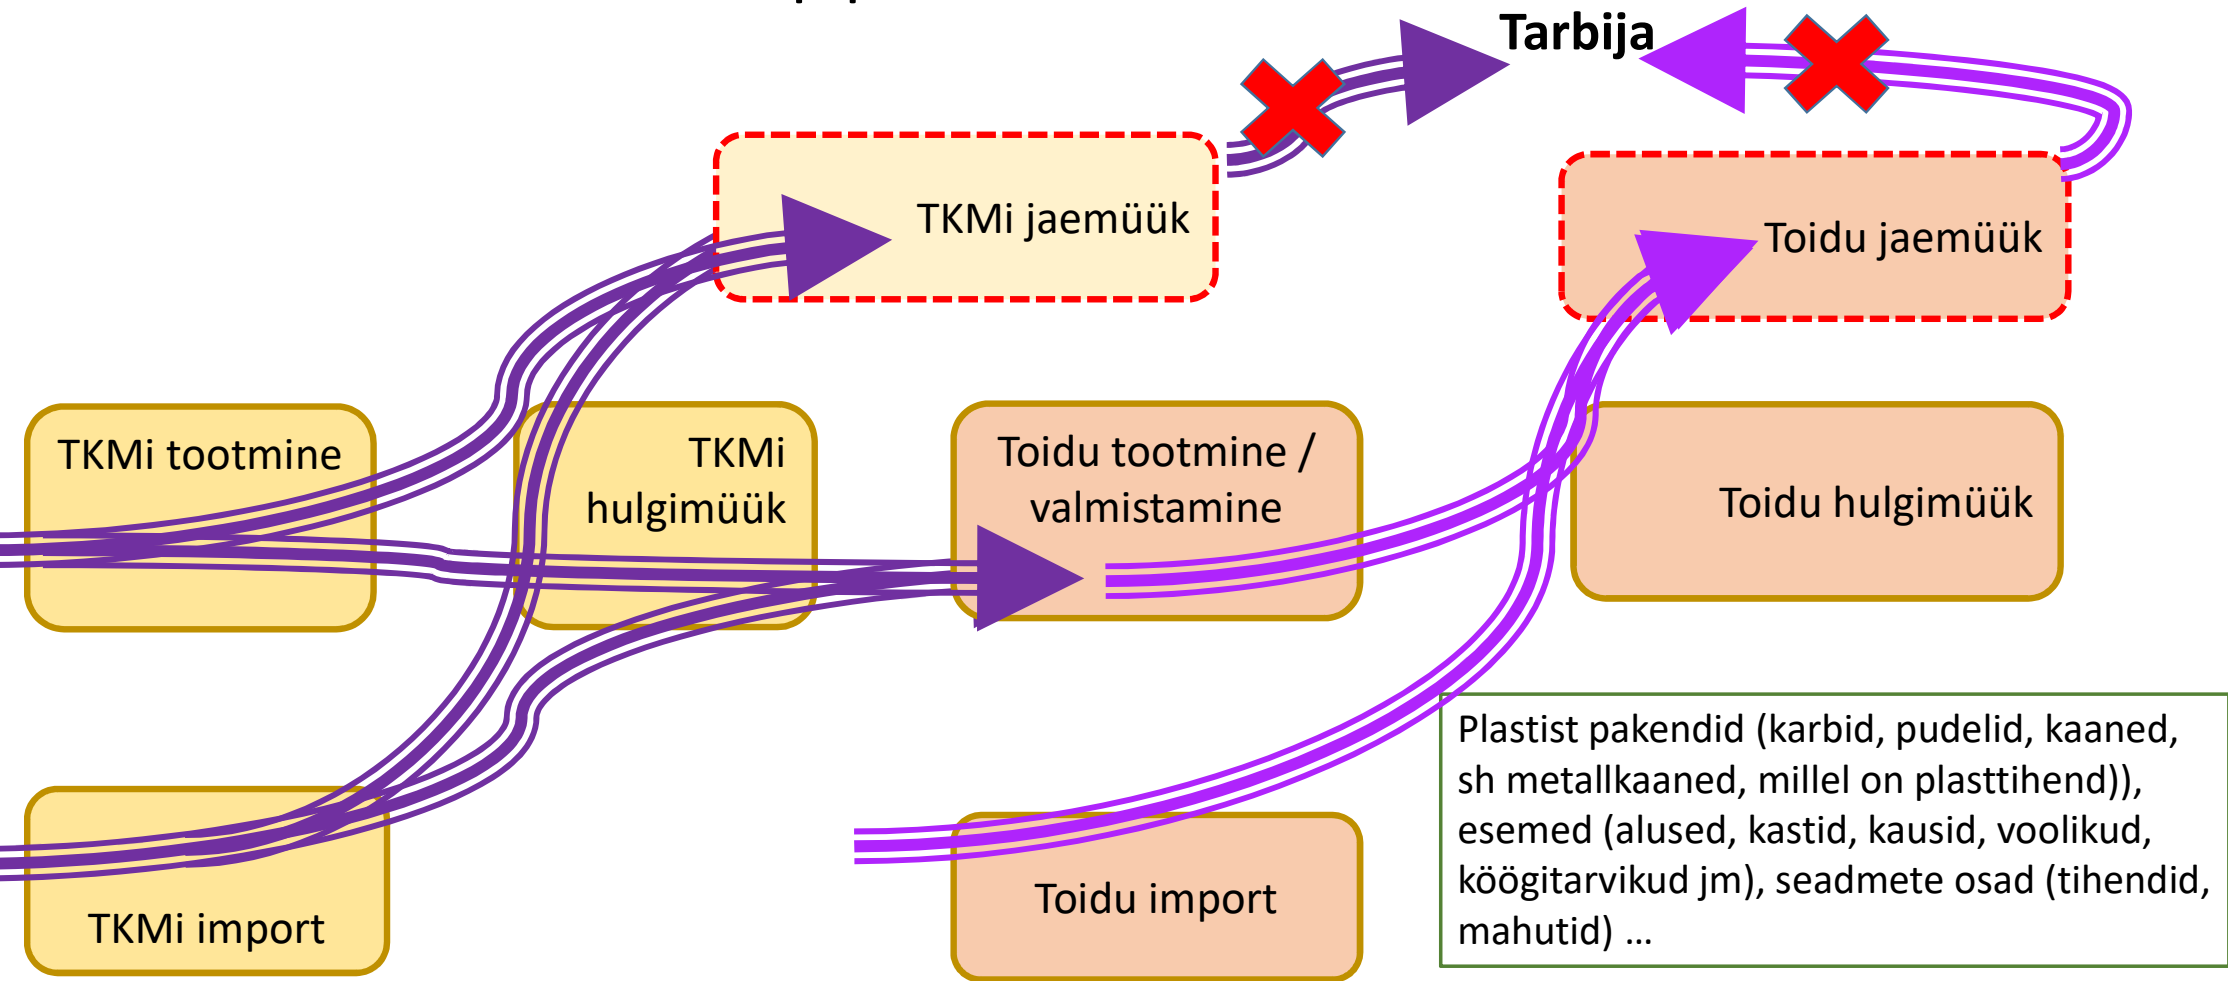 Tarbija
TKMi jaemüük
Toidu jaemüük
TKMi tootmine
TKMi
hulgimüük
Toidu tootmine /
valmistamine
Toidu hulgimüük
TKMi import
Toidu import
Plastist pakendid (karbid, pudelid, kaaned,
sh metallkaaned, millel on plasttihend)),
esemed (alused, kastid, kausid, voolikud,
köögitarvikud jm), seadmete osad (tihendid,
mahutid) …